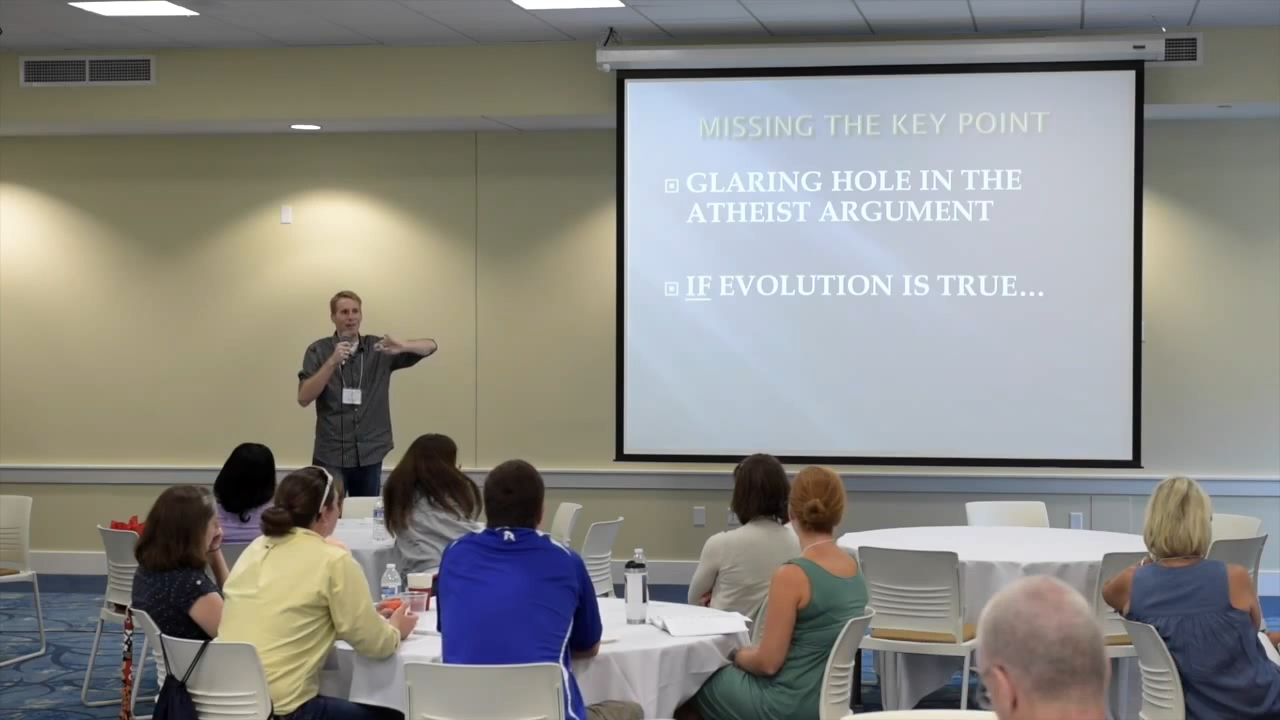 MISSING THE KEY POINT
GLARING HOLE IN THE
ATHEIST ARGUMENT
IF EVOLUTION IS TRUE...